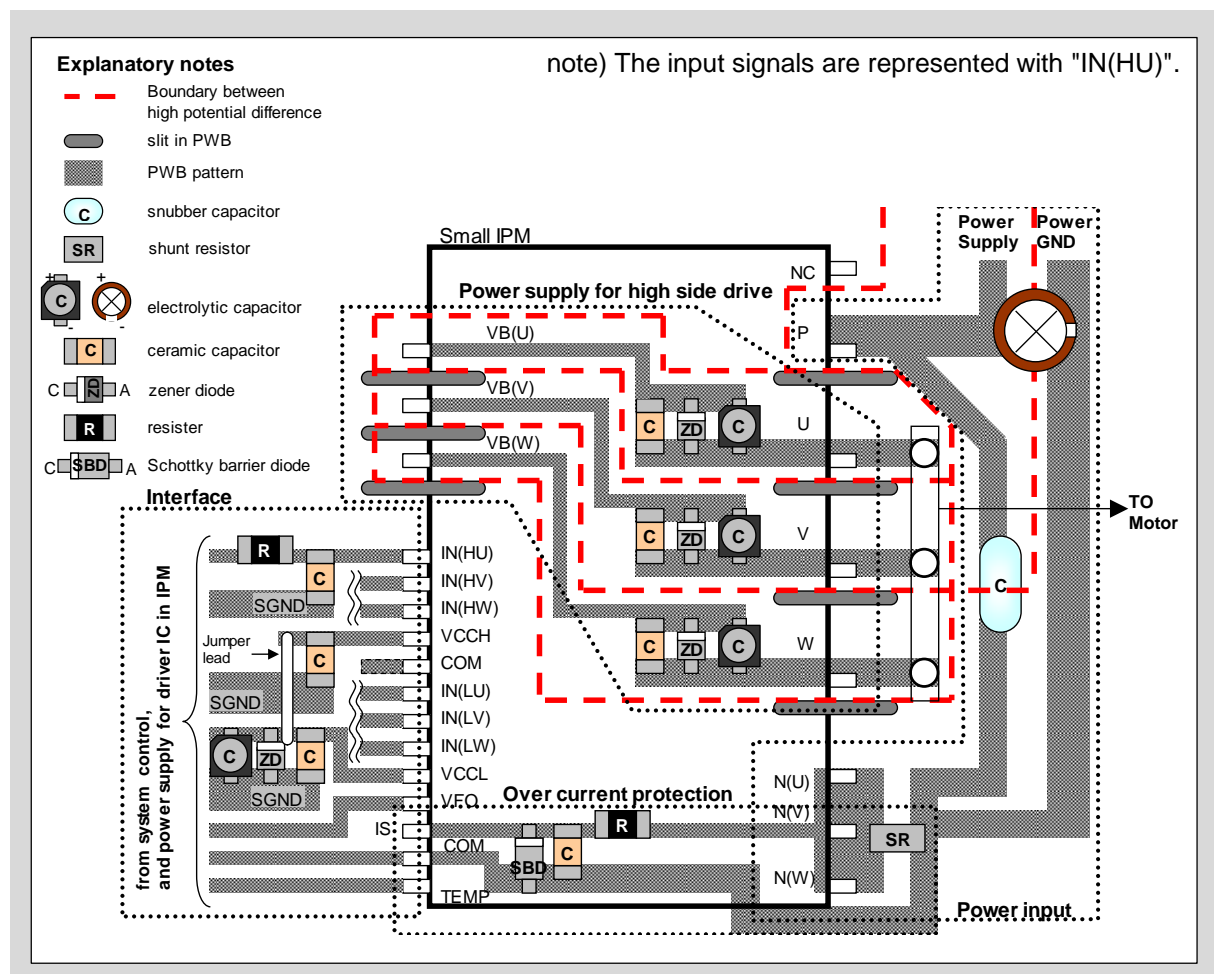 Explanatory notes
note) The input signals are represented with "IN(HU)".
Boundary between
high potential difference
slit in PWB
PWB pattern
C
snubber capacitor
SR
shunt resistor
+
+
C
-
-
electrolytic capacitor
C
ceramic capacitor
C ZD A
zener diode
R
resister
C SBD A
Schottky barrier diode
Small IPM
Power
Supply
Power
GND
NC
Power supply for high side drive
P
VB(U)
VB(V)
VB(W)
C
ZD
C
U
C
ZD
C
V
C
ZD
C
W
TO
Motor
C
Interface
from system control,
and power supply for driver IC in IPM
R
C
SGND
Jumper
lead
C
SGND
C
ZD
C
SGND
IN(HU)
IN(HV)
IN(HW)
VCCH
COM
IN(LU)
IN(LV)
IN(LW)
VCCL
VFO
IS
COM
TEMP
Over current protection
R
SBD
C
N(U)
N(V)
N(W)
SR
Power input